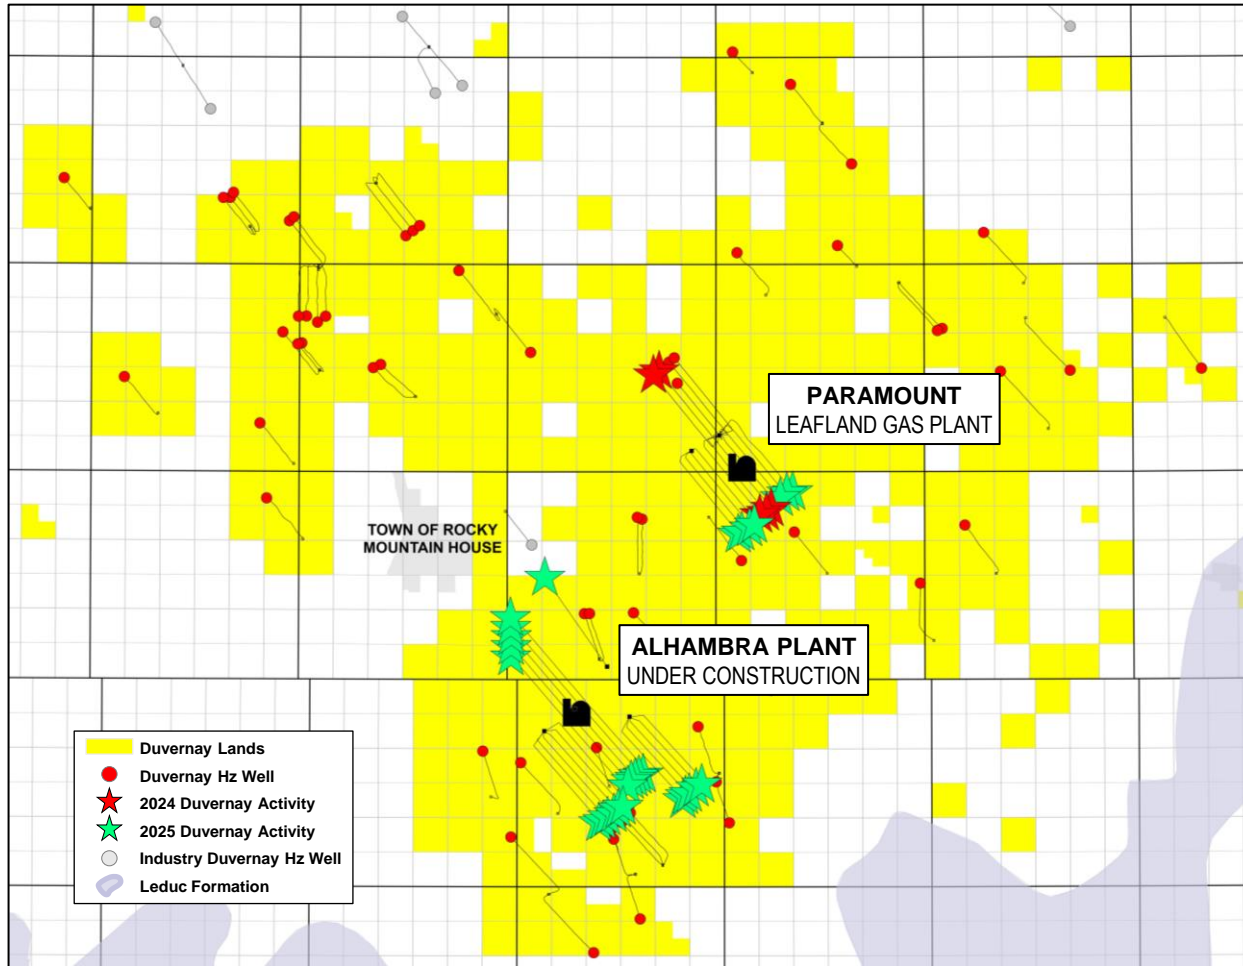 PARAMOUNT
LEAFLAND GAS PLANT
TOWN OF ROCKY
MOUNTAIN HOUSE
ALHAMBRA PLANT
UNDER CONSTRUCTION
Duvernay Lands
Duvernay Hz Well
2024 Duvernay Activity
2025 Duvernay Activity
Industry Duvernay Hz Well
Leduc Formation